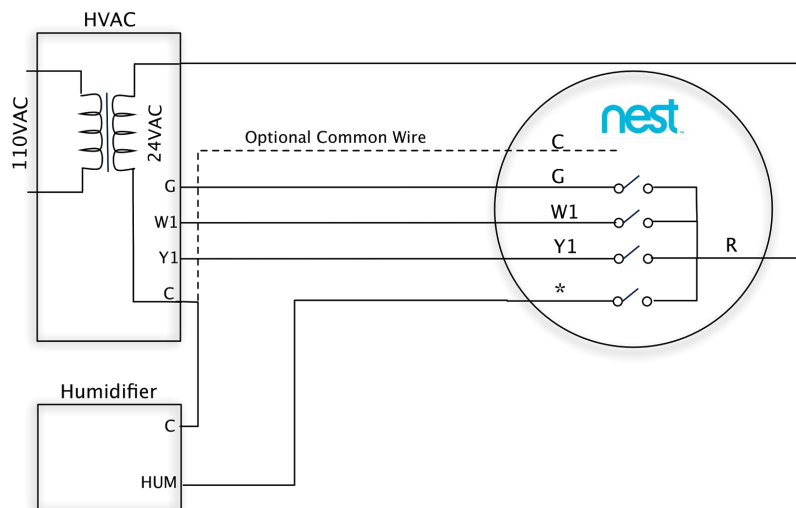 HVAC
110VAC
24VAC
nest
Optional Common Wire
C
G
G
W1
W1
Y1
Y1
R
C
*
Humidifier
C
HUM